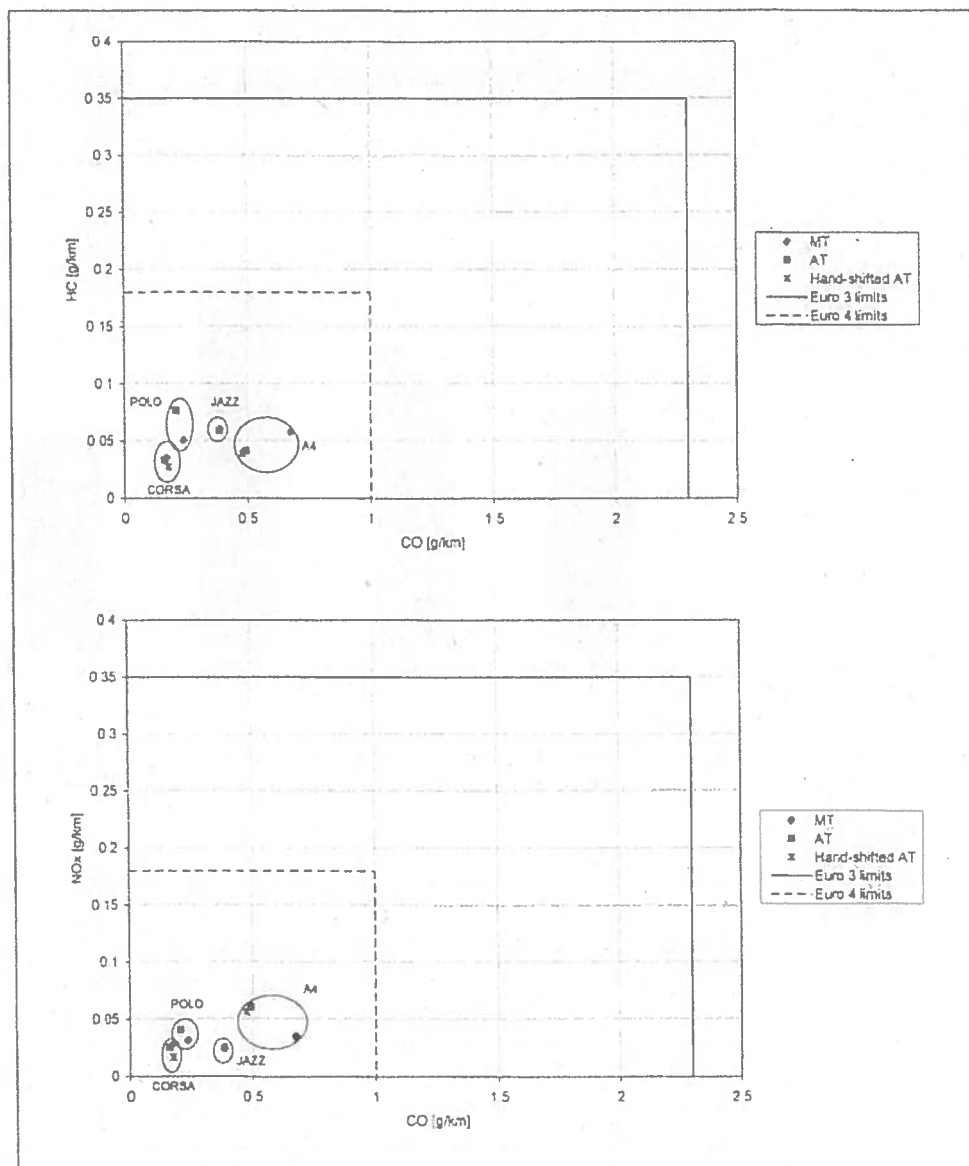 0 4
0.35
0.3
0.25
0.2
0.15
0 1
0.05
0
HC [g/km]
POLO
JAZZ
A4
CORSA
0
0 5
1
1 5
2
2 5
CO [g/km]
MT
AT
Hand-shifted AT
Euro 3 limits
Euro 4 limits
0.4
0.35
0 3
0.25
0.2
0.15
0 1
0.05
0
NOx [g/km]
A4
POLO
JAZZ
CORSA
0
0 5
1
1.5
2
2.5
CO [g/km]
MT
AT
Hand-shifted AT
Euro 3 limits
Euro 4 limits